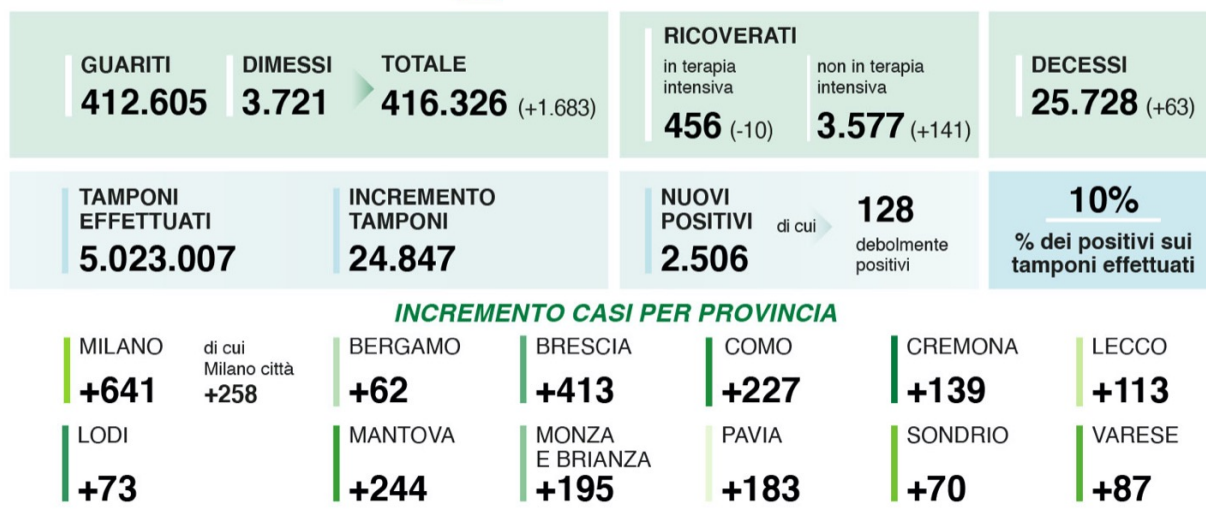 GUARITI
412.605
DIMESSI
3.721
TOTALE
416.326 (+1.683)
RICOVERATI
in terapia
intensiva
456 (-10)
non in terapia
intensiva
3.577 (+141)
DECESSI
25.728 (+63)
TAMPONI
EFFETTUATI
5.023.007
INCREMENTO
TAMPONI
24.847
NUOVI
POSITIVI
2.506
di cui
128
debolmente
positivi
10%
% dei positivi sui
tamponi effettuati
INCREMENTO CASI PER PROVINCIA
MILANO
+641
di cui
Milano città
+258
BERGAMO
+62
BRESCIA
+413
COMO
+227
CREMONA
+139
LECCO
+113
LODI
+73
MANTOVA
+244
MONZA
E BRIANZA
+195
PAVIA
+183
SONDRIO
+70
VARESE
+87